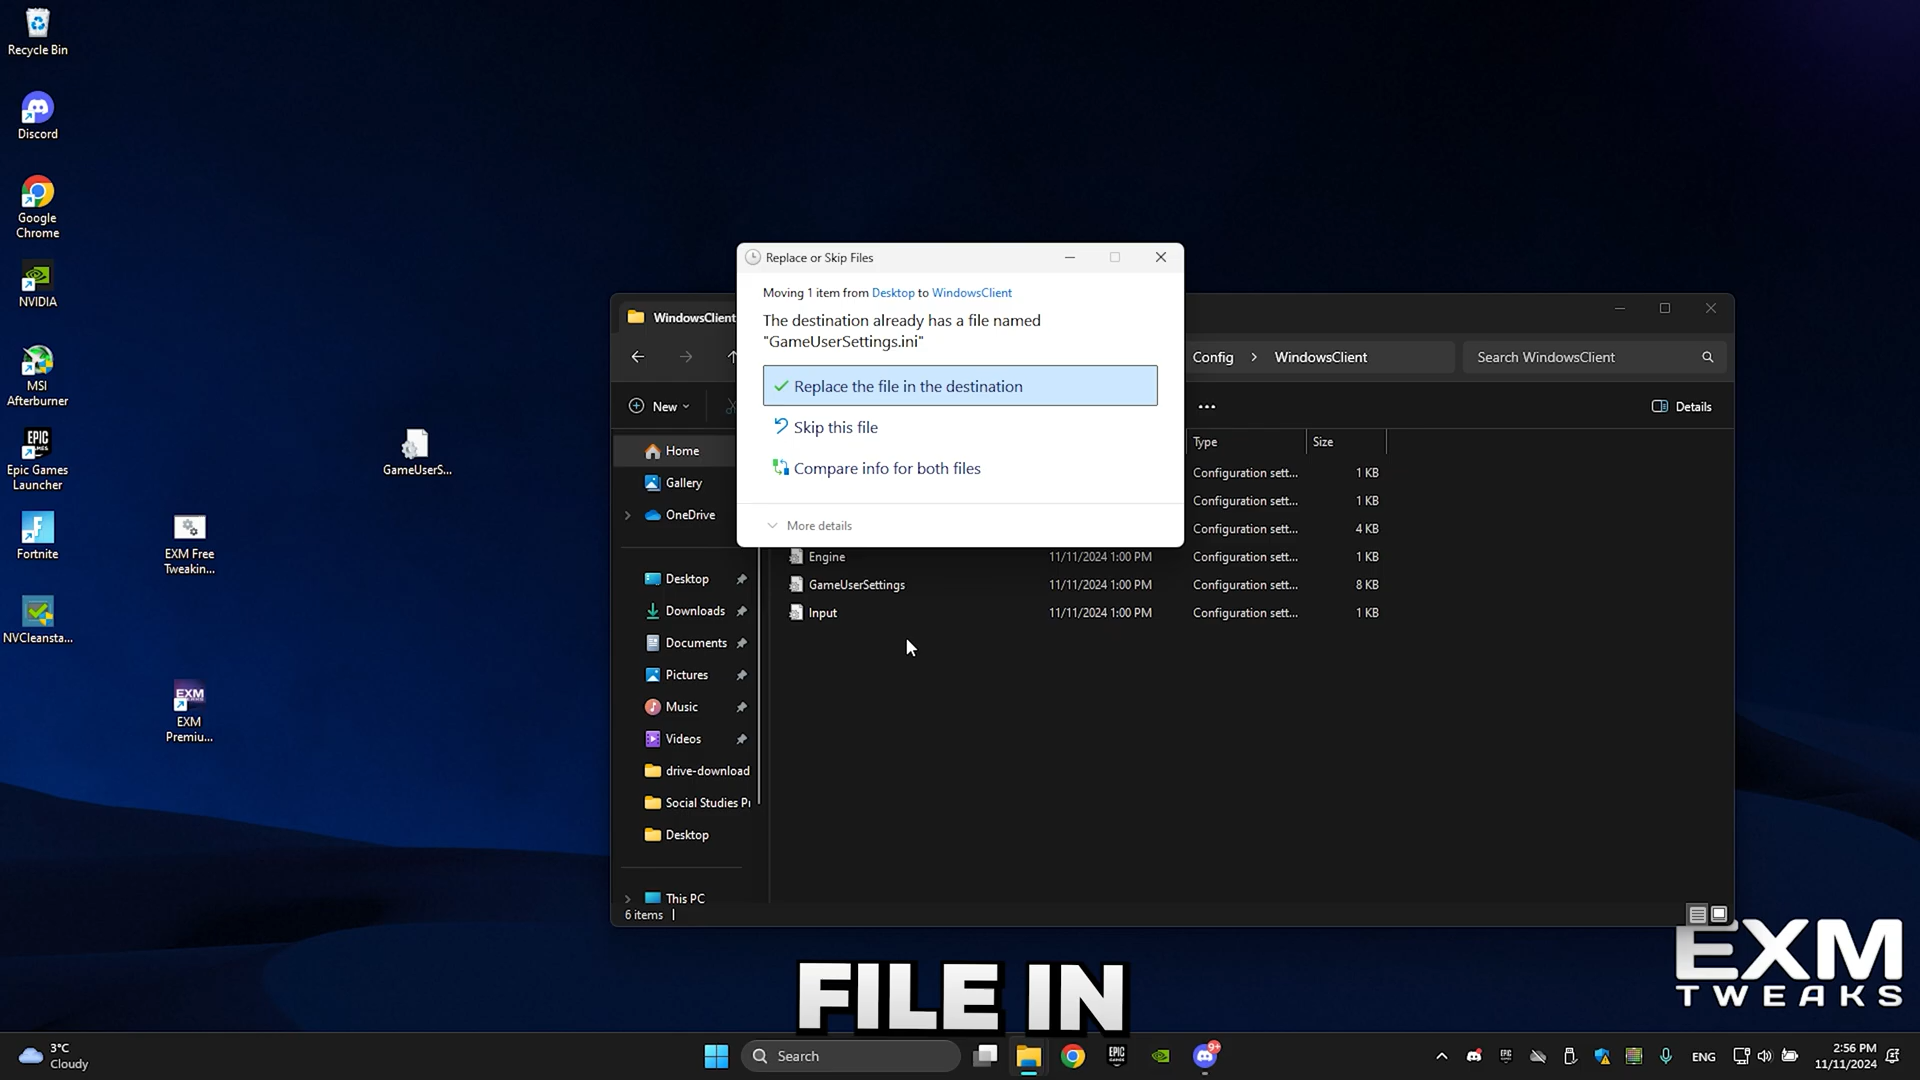 Recycle Bin
Discord
Google
Chrome
NVIDIA
MSI
Afterburner
EPIC
GAMES
Epic Games
Launcher
Fortnite
NVCleansta...
GameUserS...
EXM Free
Tweakin...
EXM
EXM
Premiu...
WindowsClient
Config
WindowsClient
Search WindowsClient
New
Details
Home
Gallery
OneDrive
Desktop
Downloads
Documents
Pictures
Music
Videos
drive-download
Social Studies Pr
Desktop
This PC
6 items
Type
Size
Configuration sett...
1 KB
Configuration sett...
1 KB
Configuration sett...
4 KB
Engine
11/11/2024 1:00 PM
Configuration sett...
1 KB
GameUserSettings
11/11/2024 1:00 PM
Configuration sett...
8 KB
Input
11/11/2024 1:00 PM
Configuration sett...
1 KB
Replace or Skip Files
Moving 1 item from Desktop to WindowsClient
The destination already has a file named
"GameUserSettings.ini"
Replace the file in the destination
Skip this file
Compare info for both files
More details
FILE IN
EXM
TWEAKS
3°C
Cloudy
Search
EPIC
GAMES
9+
ENG
2:56 PM
11/11/2024